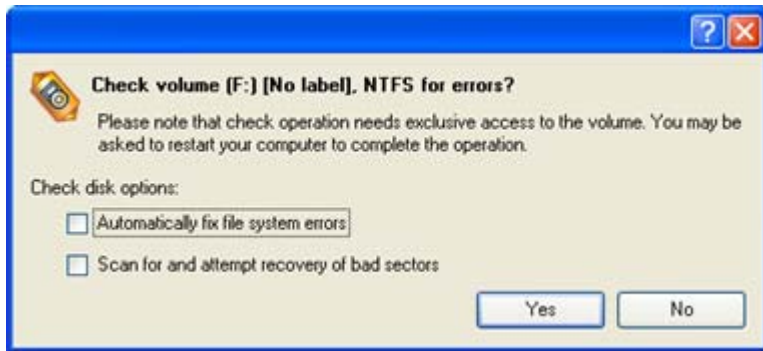 Check volume (F:) [No label], NTFS for errors?
Please note that check operation needs exclusive access to the volume. You may be
asked to restart your computer to complete the operation.
Check disk options:
Automatically fix file system errors
Scan for and attempt recovery of bad sectors
Yes No